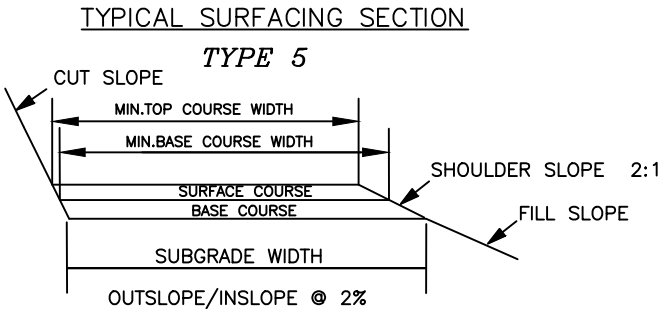 TYPICAL SURFACING SECTION
TYPE 5
CUT SLOPE
MIN.TOP COURSE WIDTH
MIN.BASE COURSE WIDTH
SHOULDER SLOPE 2:1
SURFACE COURSE
BASE COURSE
FILL SLOPE
SUBGRADE WIDTH
OUTSLOPE/INSLOPE @ 2%